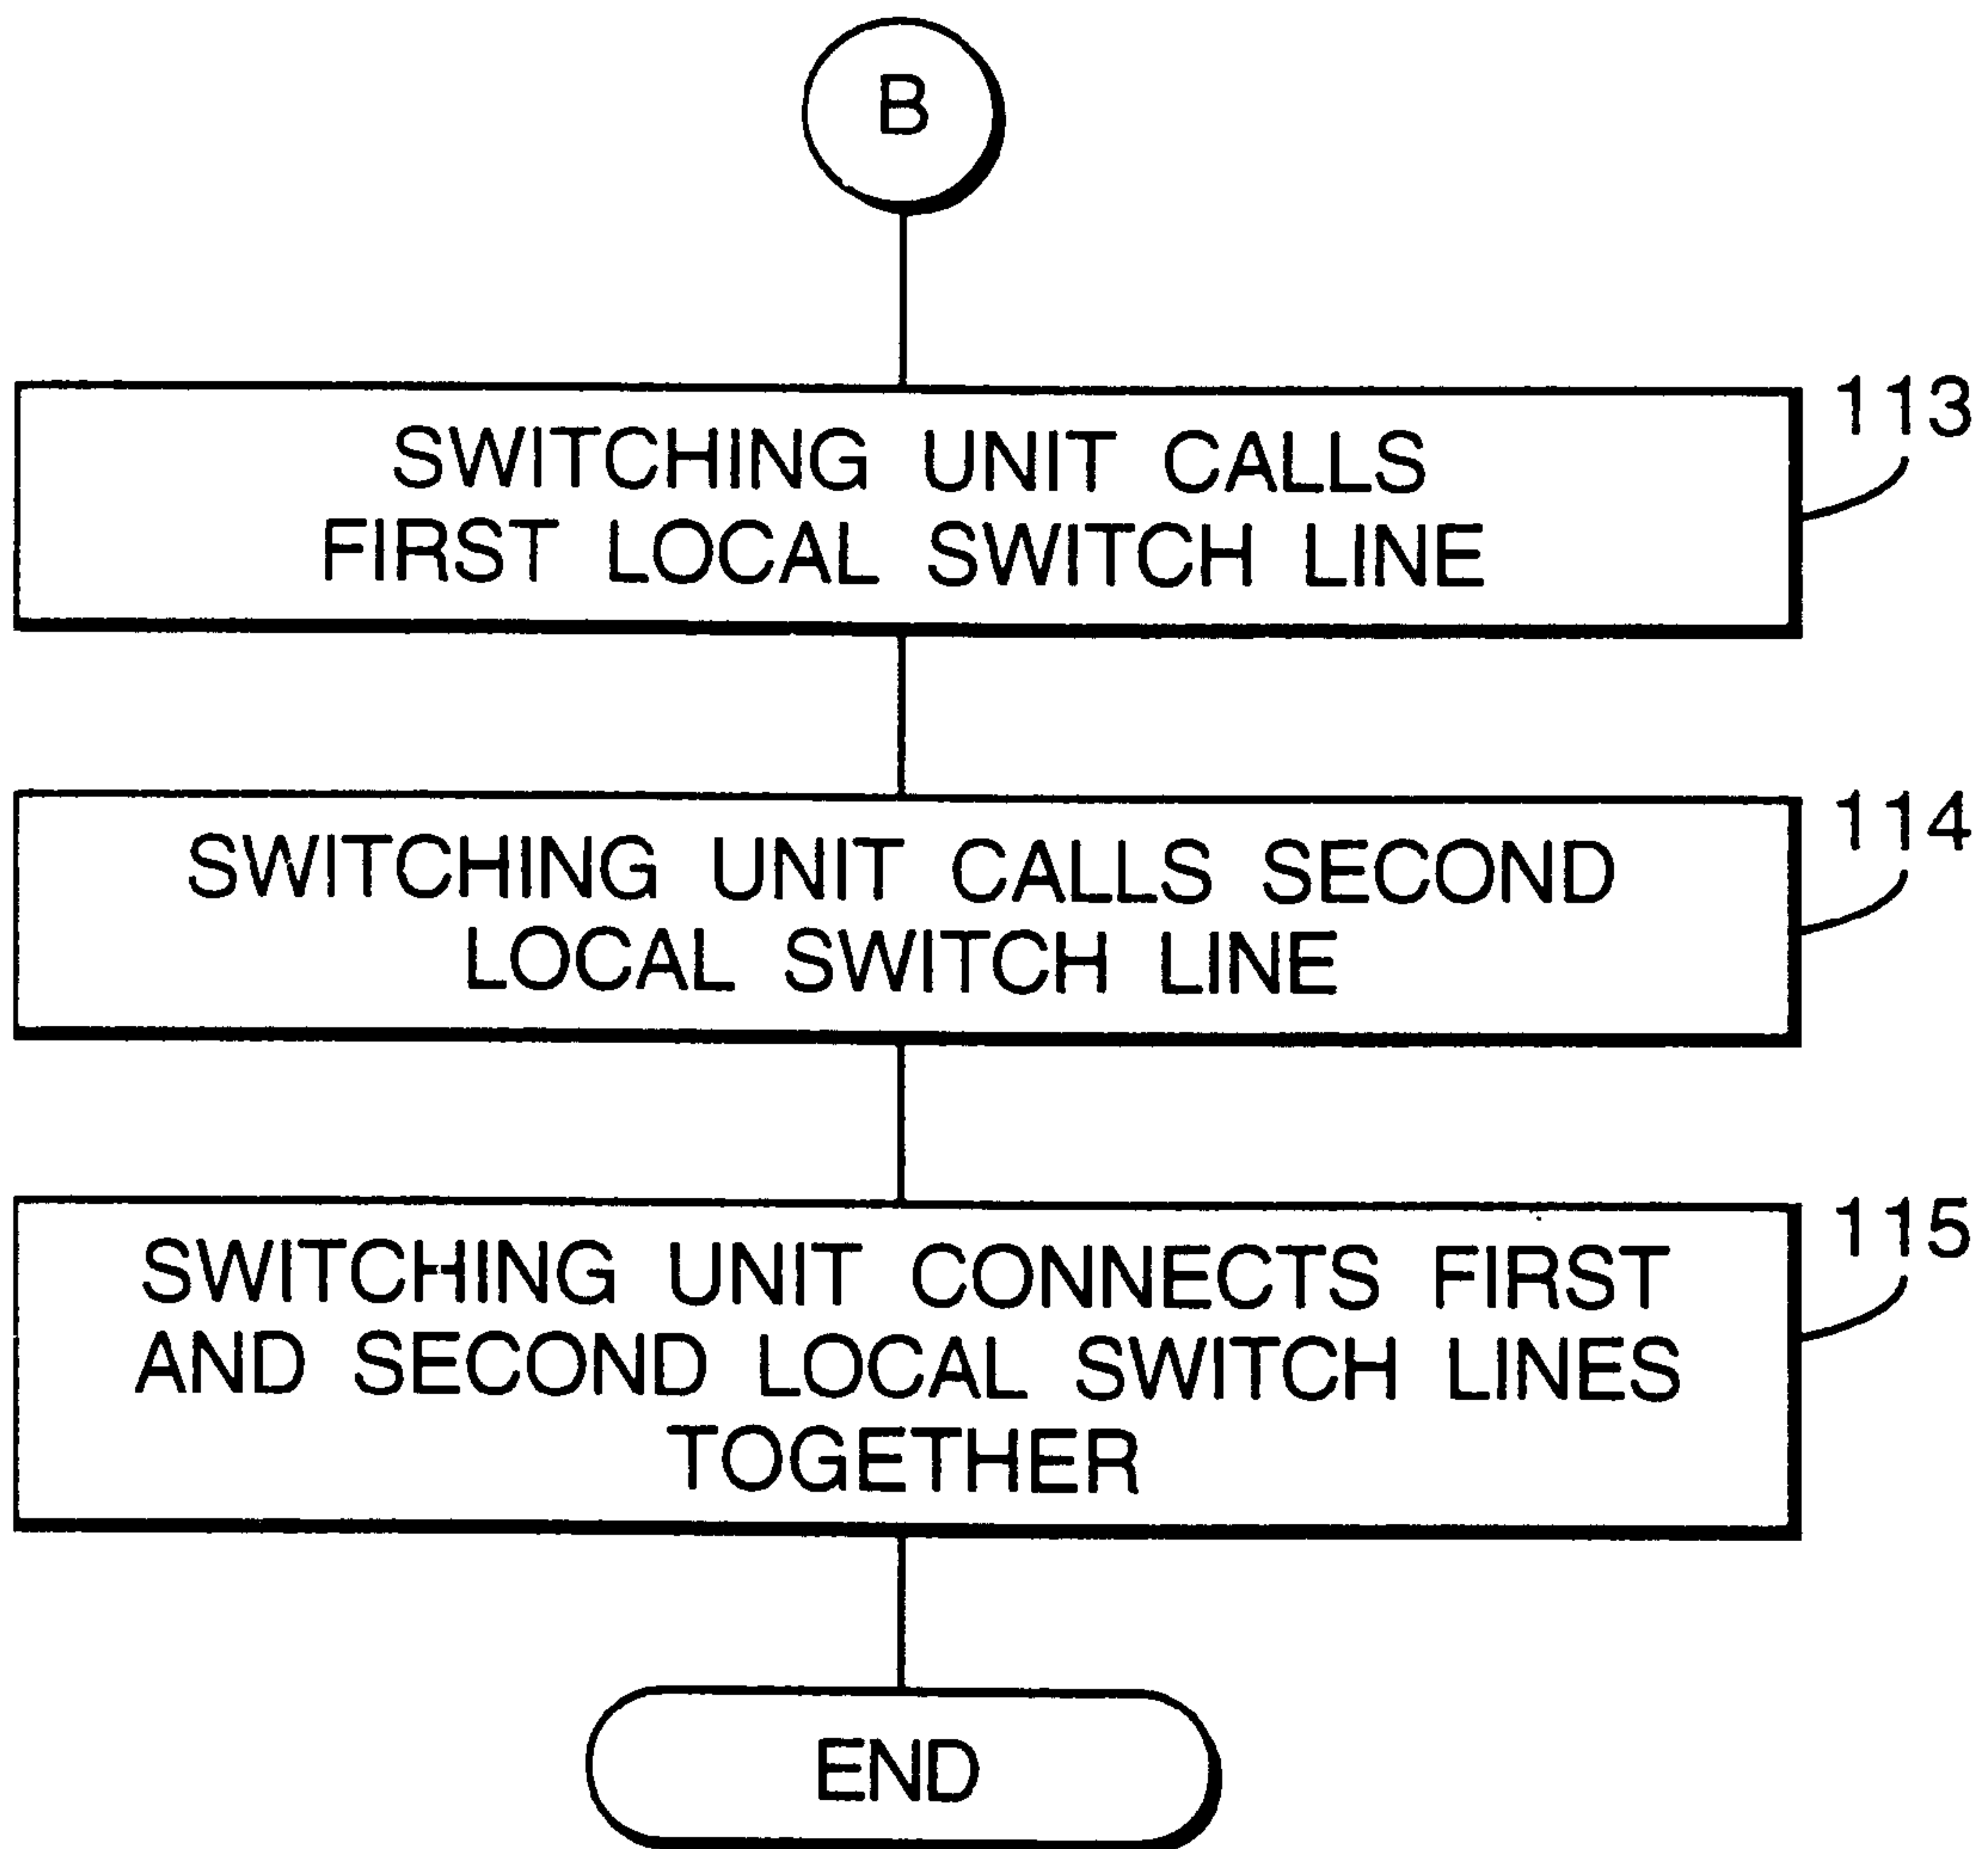 B
SWITCHING UNIT CALLS
FIRST LOCAL SWITCH LINE
113
SWITCHING UNIT CALLS SECOND
LOCAL SWITCH LINE
114
SWITCHING UNIT CONNECTS FIRST
AND SECOND LOCAL SWITCH LINES
TOGETHER
115
END